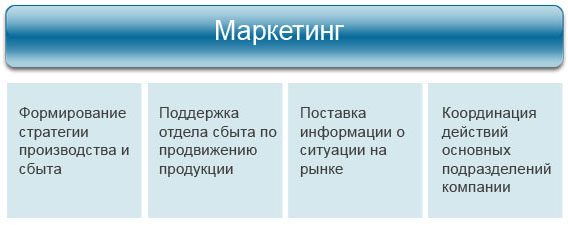 Маркетинг
Формирование
стратегии
производства и
сбыта
Поддержка
отдела сбыта по
продвижению
продукции
Поставка
информации о
ситуации на
рынке
Координация
действий
основных
подразделений
компании